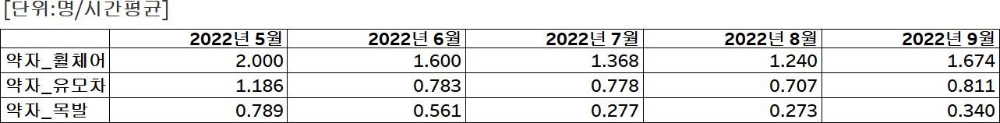 [단위:명/시간평균]
2022년 5월 2022년 6월 2022년 7월 2022년 8월 2022년 9월
약자_휠체어 2.000 1.600 1.368 1.240 1.674
약자_유모차 1.186 0.783 0.778 0.707 0.811
약자_목발 0.789 0.561 0.277 0.273 0.340